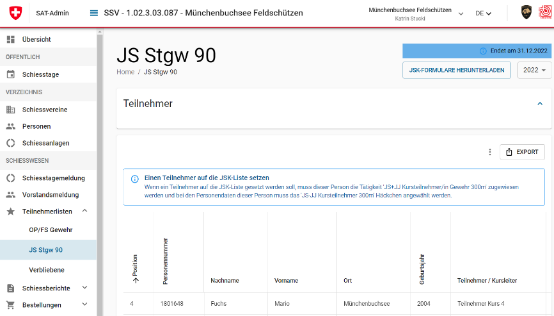 SAT-Admin
SSV - 1.02.3.03.087 - Münchenbuchsee Feldschützen
Münchenbuchsee Feldschützen
Katrin Stucki
DE
Übersicht
ÖFFENTLICH
Schiesstage
VERZEICHNIS
Schiessvereine
Personen
Schiessanlagen
SCHIESSWESEN
Schiesstagmeldung
Vorstandsmeldung
Teilnehmerlisten
OP/FS Gewehr
JS Stgw 90
Verbliebene
Schiessberichte
Bestellungen
JS Stgw 90
Home / JS Stgw 90
Endet am 31.12.2022
JSK-FORMULARE HERUNTERLADEN
2022
Teilnehmer
EXPORT
Einen Teilnehmer auf die JSK-Liste setzen
Wenn ein Teilnehmer auf die JSK-Liste gesetzt werden soll, muss dieser Person die Tätigkeit 'JS+JJ Kursteilnehmer/in Gewehr 300m' zugewiesen
werden und bei den Personendaten dieser Person muss das 'JS-JJ Kursteilnehmer 300m' Häckchen angewählt werden.
Position
Personennummer
Nachname
Vorname
Ort
Geburtsjahr
Teilnehmer / Kursleiter
4 1801648 Fuchs Mario Münchenbuchsee 2004 Teilnehmer Kurs 4